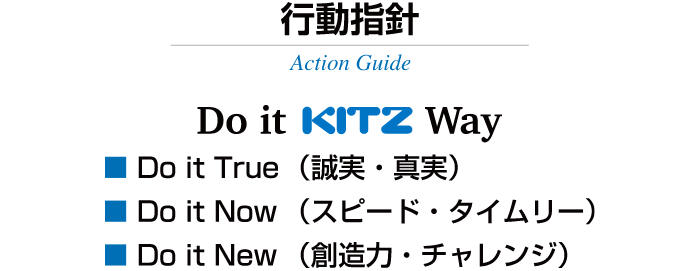 行動指針
Action Guide
Do it KITZ Way
■ Do it True（誠実・真実）
■ Do it Now（スピード・タイムリー）
■ Do it New（創造力・チャレンジ）